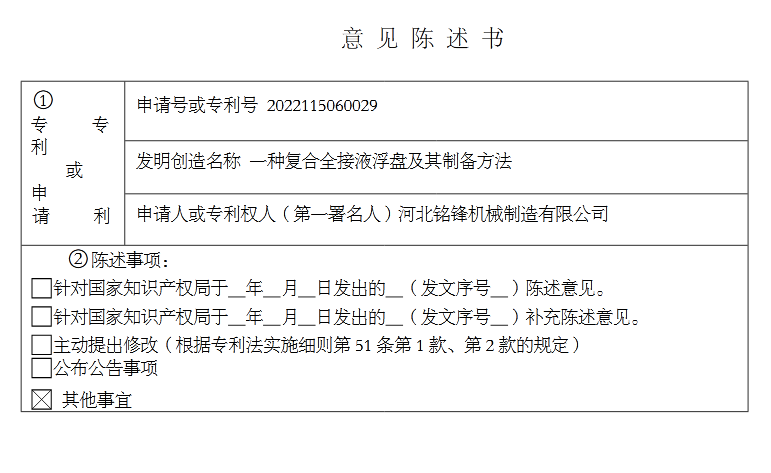 意见陈述书
①
专 专
利
或
申
请 利
申请号或专利号 2022115060029
发明创造名称 一种复合全接液浮盘及其制备方法
申请人或专利权人（第一署名人）河北铭锋机械制造有限公司
②陈述事项：
针对国家知识产权局于__年__月__日发出的__（发文序号__）陈述意见。
针对国家知识产权局于__年__月__日发出的__（发文序号__）补充陈述意见。
主动提出修改（根据专利法实施细则第 51 条第 1 款、第 2 款的规定）
公布公告事项
其他事宜